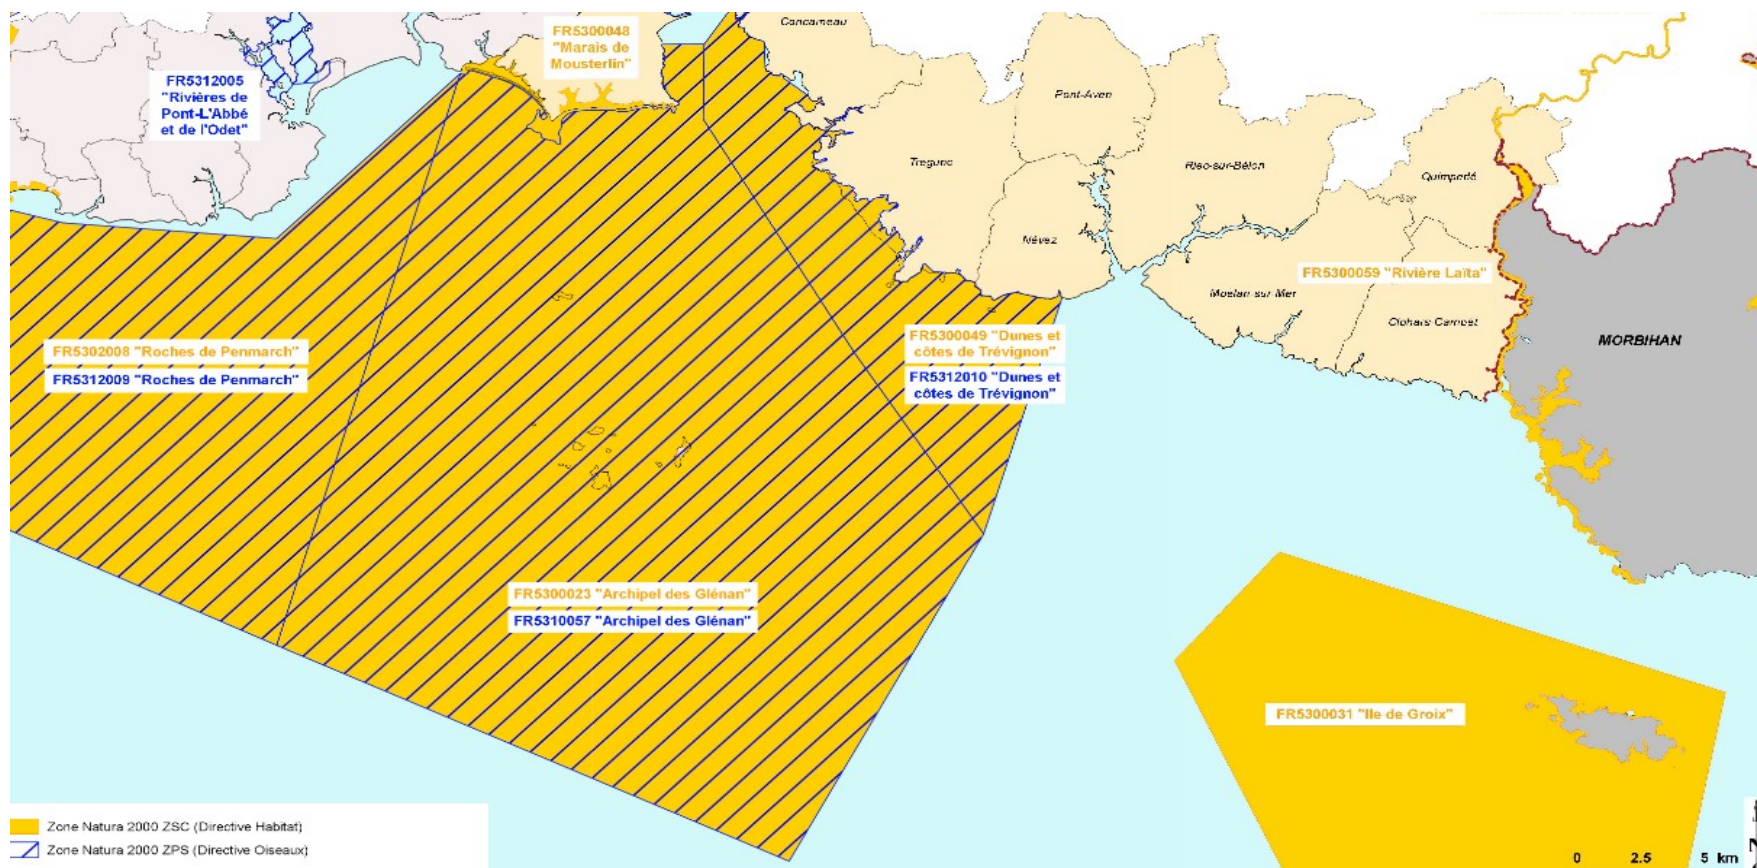 Concarneau
FR5300048
"Marais de
Mousterlin"
FR5312005
"Rivières de
Pont-L'Abbé
et de l'Odet"
Pont-Aven
Tregunc
Riec-sur-Bélon
Quimperlé
Névez
FR5300059 "Rivière Laïta"
Moelan sur Mer
Clohars Carnoet
MORBIHAN
FR5302008 "Roches de Penmarch"
FR5312009 "Roches de Penmarch"
FR5300049 "Dunes et
côtes de Trévignon"
FR5312010 "Dunes et
côtes de Trévignon"
FR5300023 "Archipel des Glénan"
FR5310057 "Archipel des Glénan"
FR5300031 "Ile de Groix"
Zone Natura 2000 ZSC (Directive Habitat)
Zone Natura 2000 ZPS (Directive Oiseaux)
0 2.5 5 km